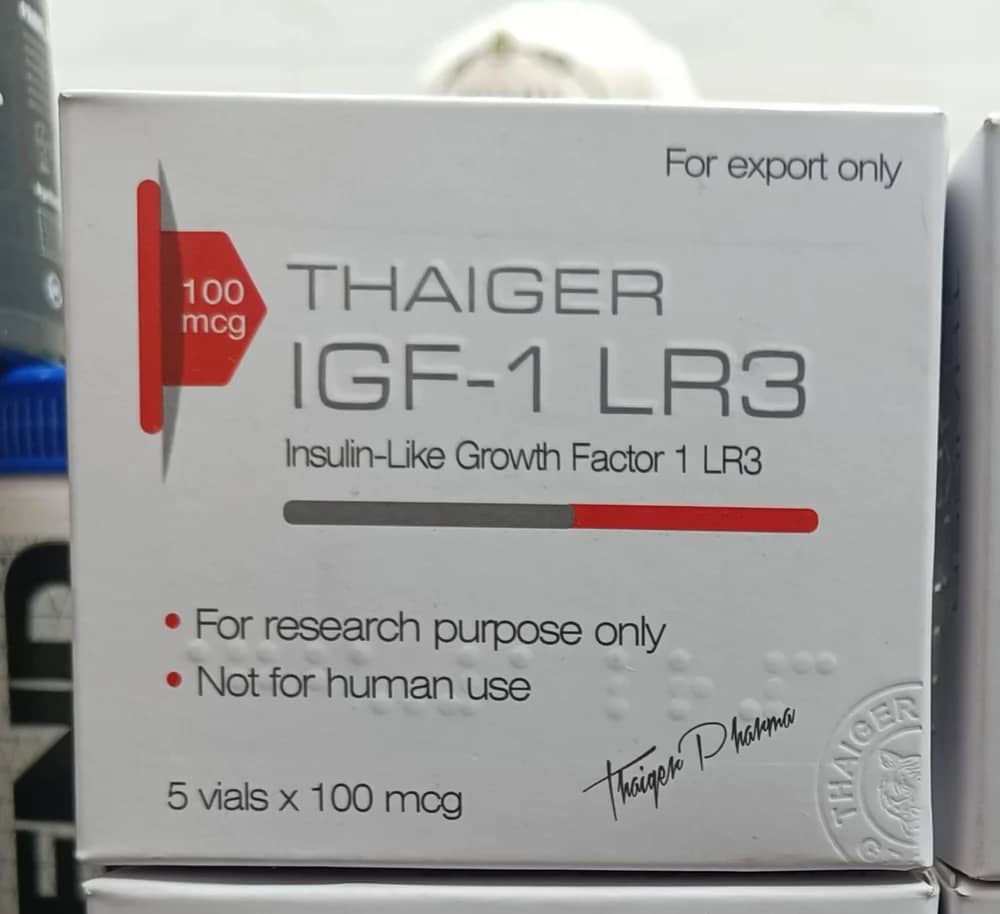 For export only
100
mcg
THAIGER
IGF-1 LR3
Insulin-Like Growth Factor 1 LR3
• For research purpose only
• Not for human use
5 vials x 100 mcg
Thaiger Pharma
THAIGER
®
END